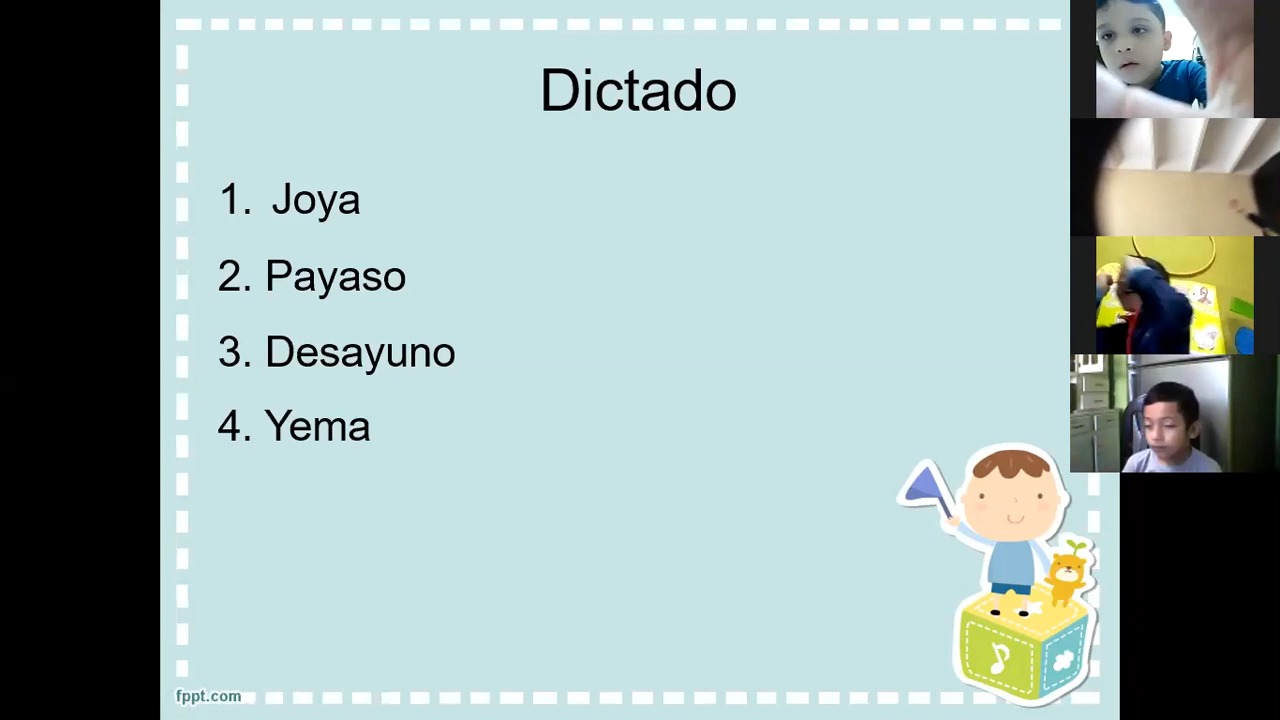 Dictado
1. Joya
2. Payaso
3. Desayuno
4. Yema
fppt.com